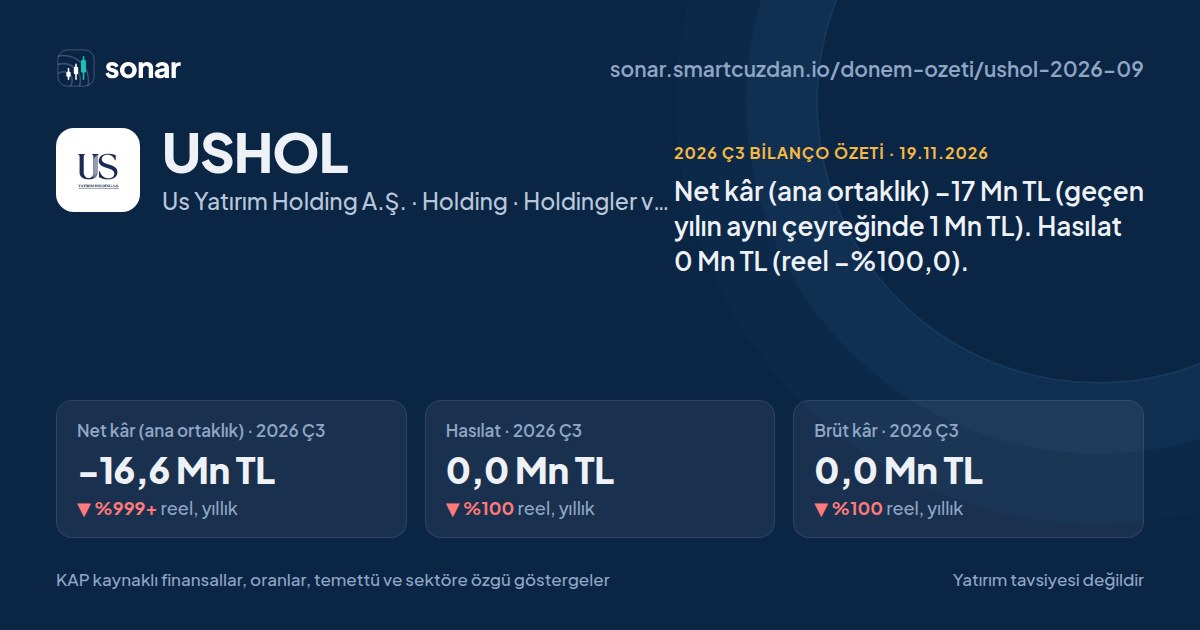 sonar
sonar.smartcuzdan.io/donem-ozeti/ushol-2026-09
US
YATIRIM HOLDİNG A.Ş.
USHOL
Us Yatırım Holding A.Ş. · Holding · Holdingler v…
2026 Ç3 BİLANÇO ÖZETİ · 19.11.2026
Net kâr (ana ortaklık) −17 Mn TL (geçen
yılın aynı çeyreğinde 1 Mn TL). Hasılat
0 Mn TL (reel −%100,0).
Net kâr (ana ortaklık) · 2026 Ç3
−16,6 Mn TL
▼ %999+ reel, yıllık
Hasılat · 2026 Ç3
0,0 Mn TL
▼ %100 reel, yıllık
Brüt kâr · 2026 Ç3
0,0 Mn TL
▼ %100 reel, yıllık
KAP kaynaklı finansallar, oranlar, temettü ve sektöre özgü göstergeler
Yatırım tavsiyesi değildir